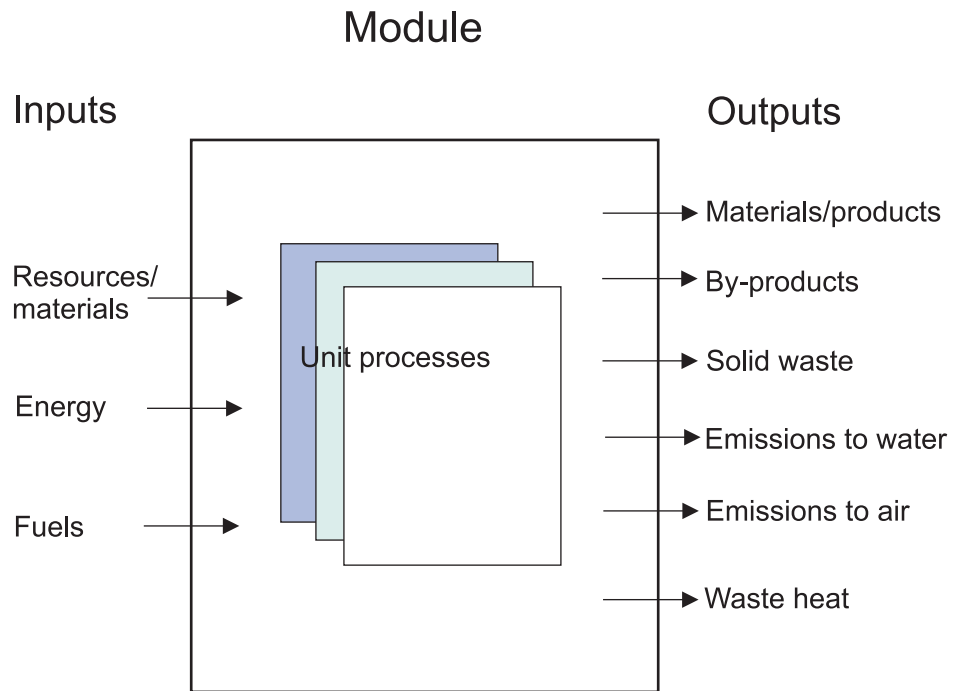 Module
Inputs
Outputs
Resources/
materials
Energy
Fuels
Unit processes
Materials/products
By-products
Solid waste
Emissions to water
Emissions to air
Waste heat